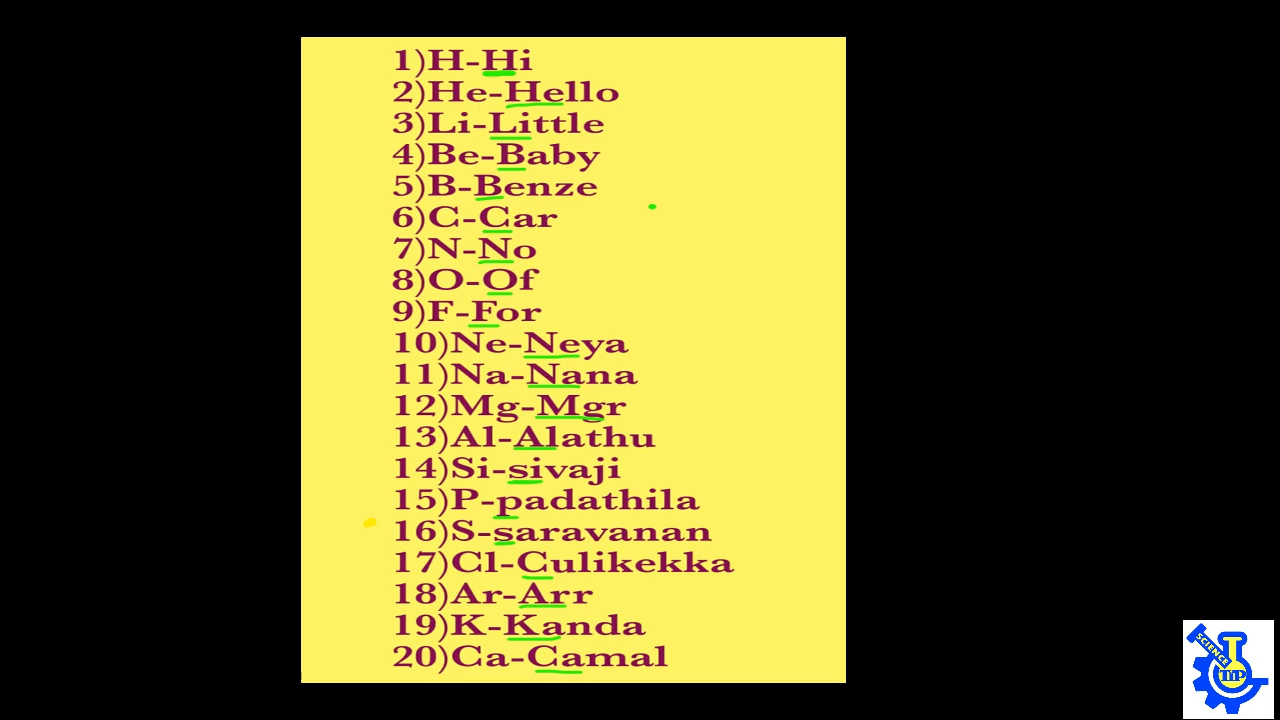 1)H-Hi
2)He-Hello
3)Li-Little
4)Be-Baby
5)B-Benze
6)C-Car
7)N-No
8)O-Of
9)F-For
10)Ne-Neya
11)Na-Nana
12)Mg-Mgr
13)Al-Alathu
14)Si-sivaji
15)P-padathila
16)S-saravanan
17)Cl-Culikekka
18)Ar-Arr
19)K-Kanda
20)Ca-Camal
SCIENCE
TIP